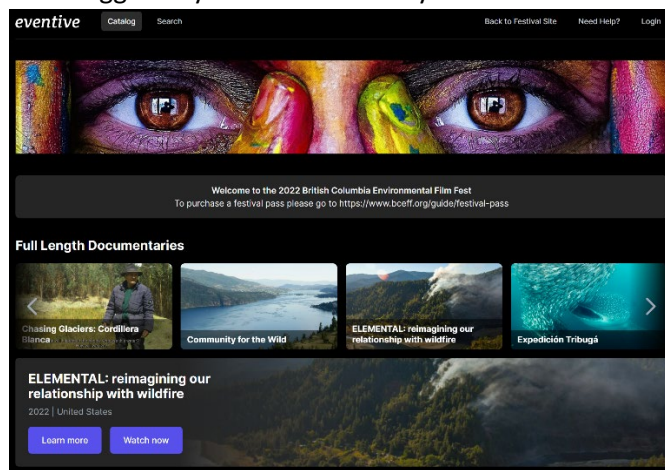 eventive
Catalog
Search
Back to Festival Site
Need Help?
Login
Welcome to the 2022 British Columbia Environmental Film Fest
To purchase a festival pass please go to https://www.bceff.org/guide/festival-pass
Full Length Documentaries
Chasing Glaciers: Cordillera
Blanca
Community for the Wild
ELEMENTAL: reimagining our
relationship with wildfire
Expedición Tribugá
ELEMENTAL: reimagining our
relationship with wildfire
2022 | United States
Learn more
Watch now